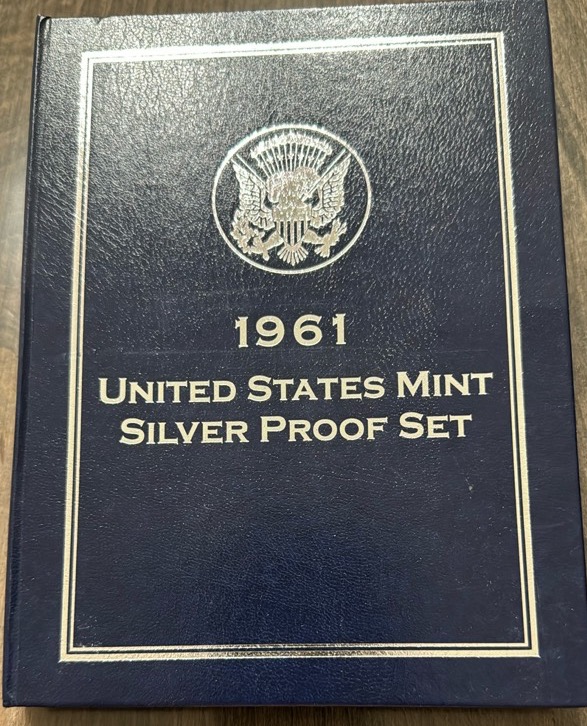 1961
UNITED STATES MINT
SILVER PROOF SET